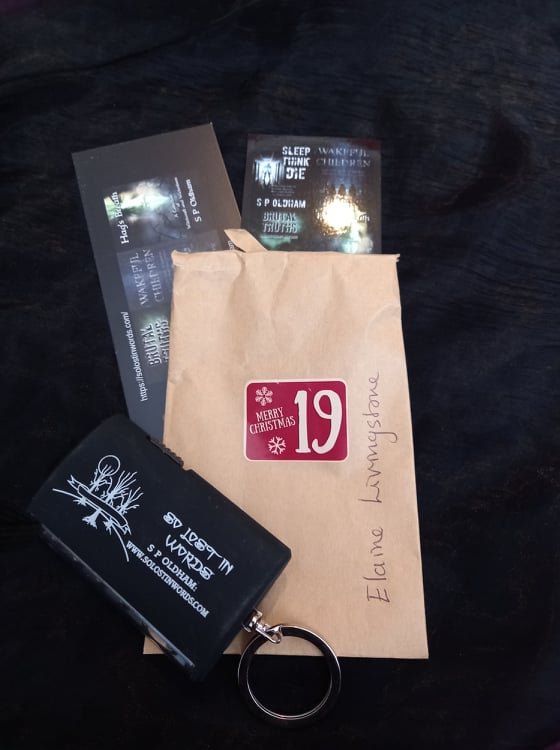 Hag's Breath
S P Oldham
WAKEFUL
CHILDREN
BRUTAL
TRUTHS
https://solostinwords.com/
SLEEP
THINK
DIE
WAKEFUL
CHILDREN
S P OLDHAM
BRUTAL
TRUTHS
MERRY
CHRISTMAS
19
Elaine Livingstone
SO LOST IN
WORDS
S P OLDHAM:
WWW.SOLOSTINWORDS.COM